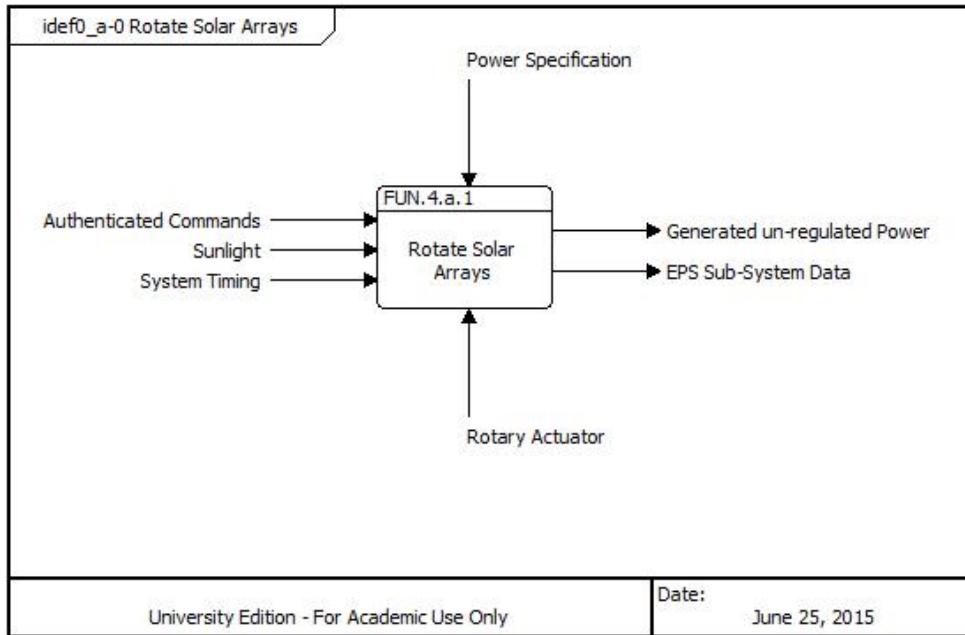 idef0_a-0 Rotate Solar Arrays
Power Specification
FUN.4.a.1
Authenticated Commands
Sunlight
System Timing
Rotate Solar
Arrays
Generated un-regulated Power
EPS Sub-System Data
Rotary Actuator
University Edition - For Academic Use Only
Date:
June 25, 2015